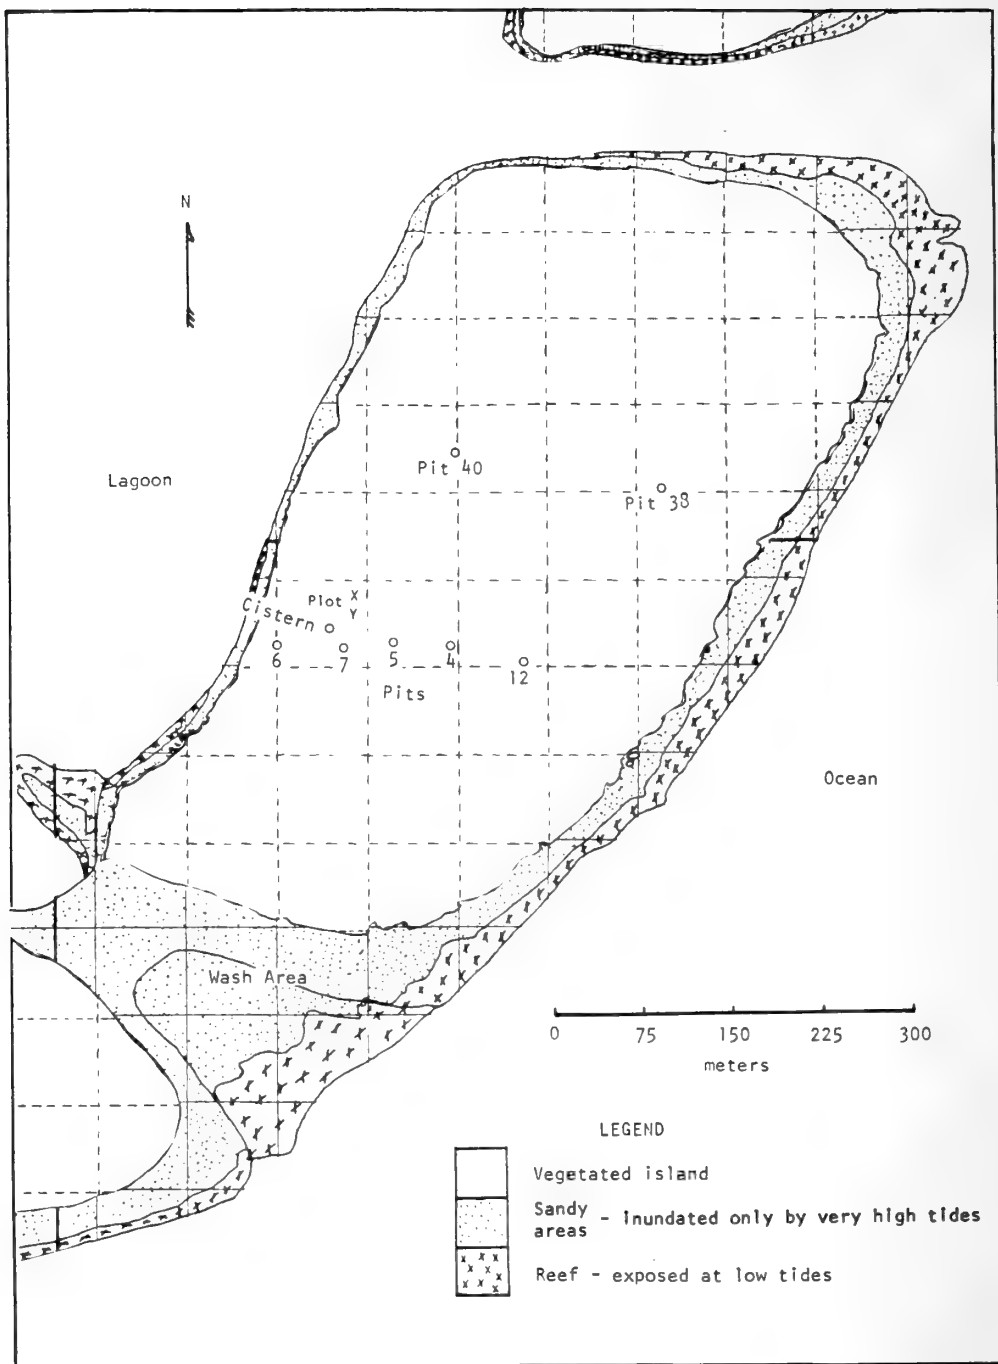 N
Lagoon
Pit 40
Pit 38
Plot X
Y
Cistern
6
7
5
4
12
Pits
Ocean
Wash Area
0 75 150 225 300
meters
LEGEND
Vegetated island
Sandy areas - inundated only by very high tides
Reef - exposed at low tides